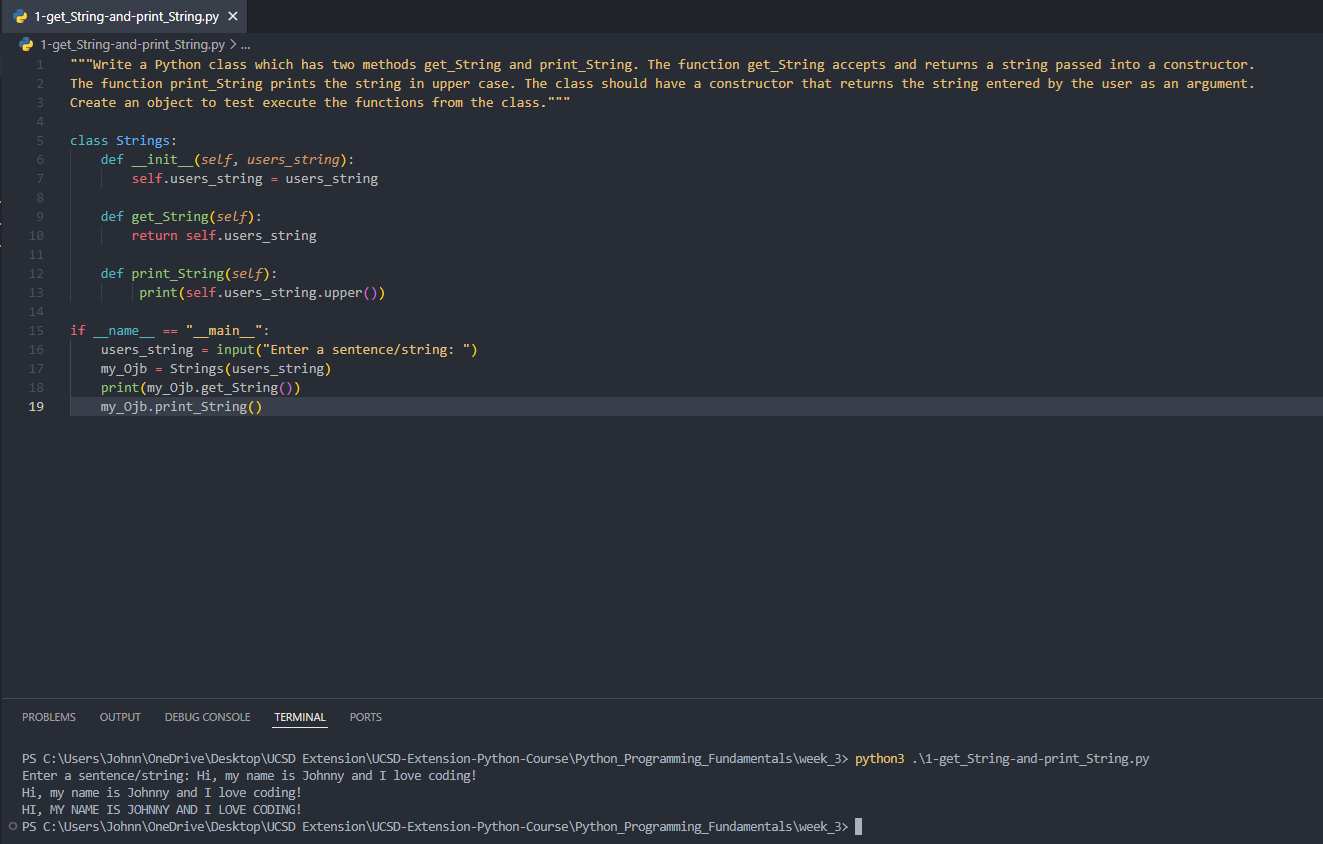 1-get_String-and-print_String.py ×
1-get_String-and-print_String.py > ...
1 """Write a Python class which has two methods get_String and print_String. The function get_String accepts and returns a string passed into a constructor.
2 The function print_String prints the string in upper case. The class should have a constructor that returns the string entered by the user as an argument.
3 Create an object to test execute the functions from the class."""
4
5 class Strings:
6     def __init__(self, users_string):
7         self.users_string = users_string
8
9     def get_String(self):
10         return self.users_string
11
12     def print_String(self):
13          print(self.users_string.upper())
14
15 if __name__ == "__main__":
16     users_string = input("Enter a sentence/string: ")
17     my_Ojb = Strings(users_string)
18     print(my_Ojb.get_String())
19     my_Ojb.print_String()
PROBLEMS OUTPUT DEBUG CONSOLE TERMINAL PORTS
PS C:\Users\Johnn\OneDrive\Desktop\UCSD Extension\UCSD-Extension-Python-Course\Python_Programming_Fundamentals\week_3> python3 .\1-get_String-and-print_String.py
Enter a sentence/string: Hi, my name is Johnny and I love coding!
Hi, my name is Johnny and I love coding!
HI, MY NAME IS JOHNNY AND I LOVE CODING!
PS C:\Users\Johnn\OneDrive\Desktop\UCSD Extension\UCSD-Extension-Python-Course\Python_Programming_Fundamentals\week_3>